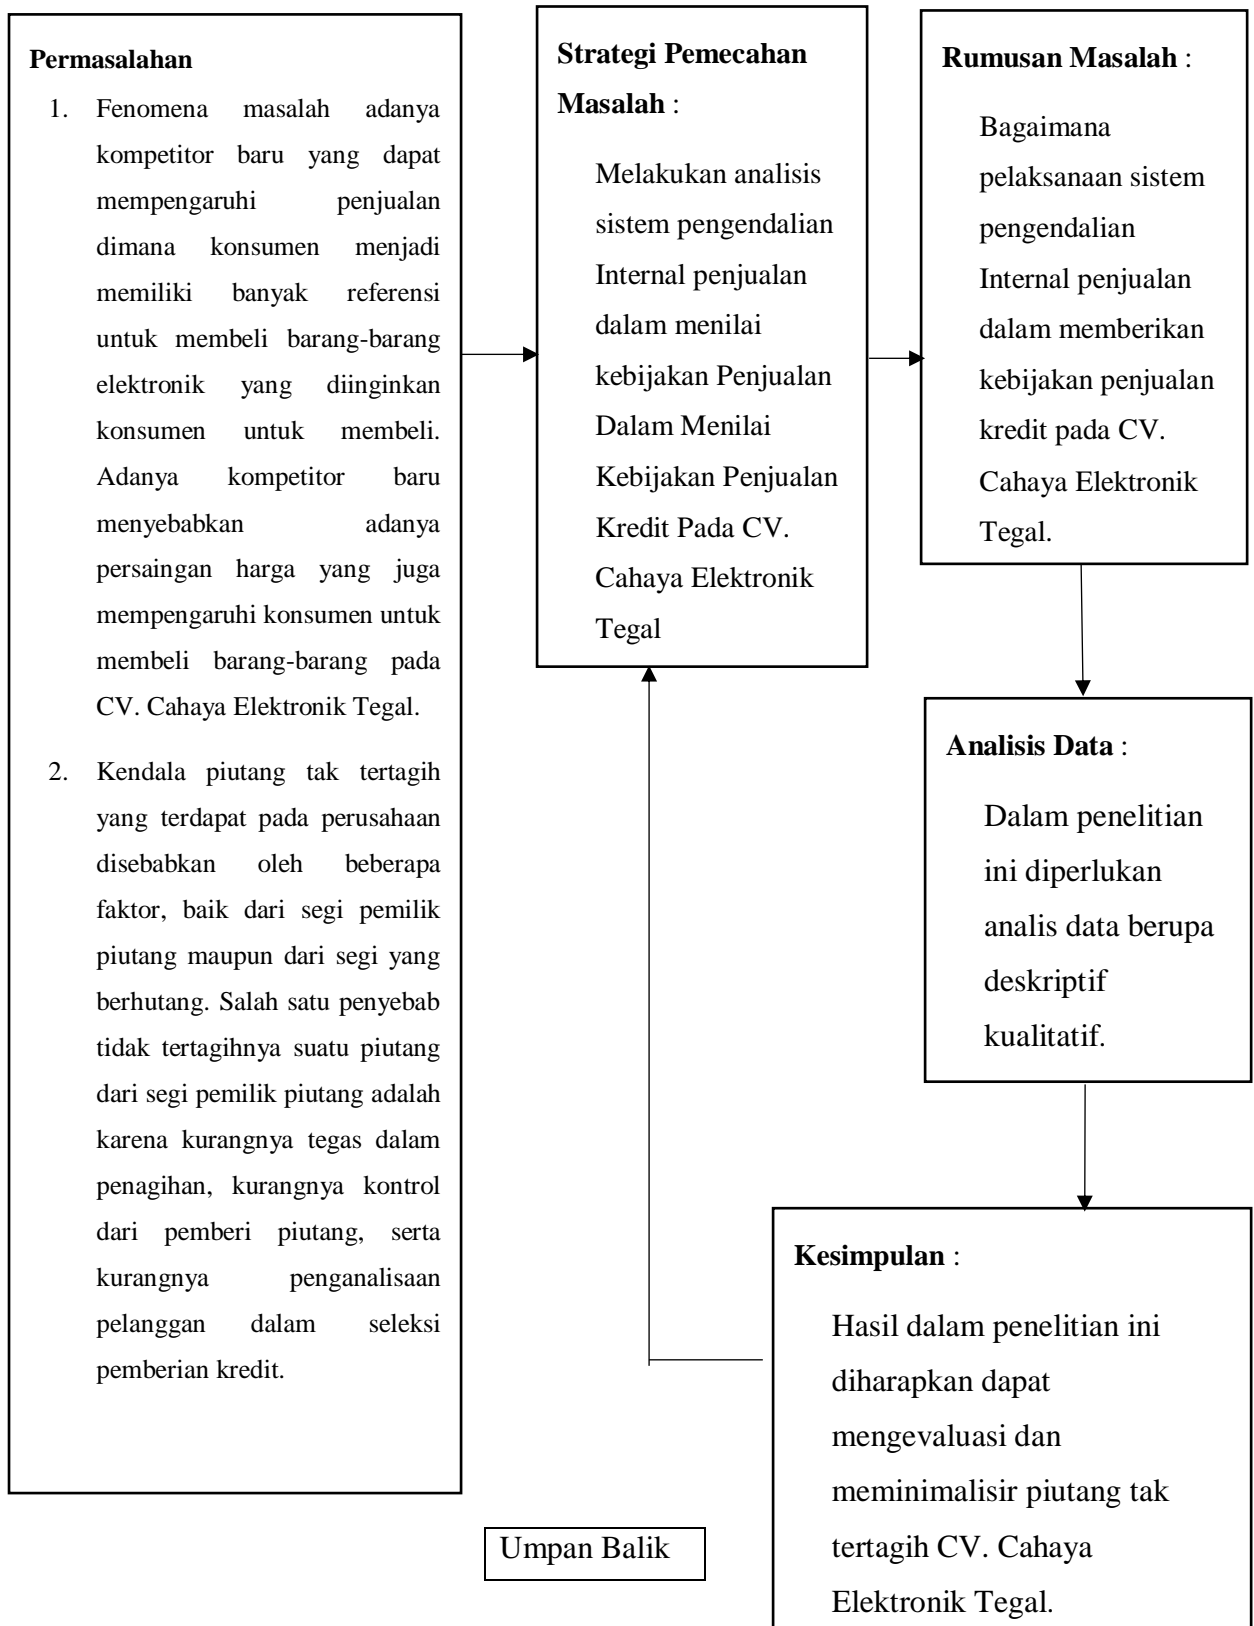 Permasalahan
1. Fenomena masalah adanya
kompetitor baru yang dapat
mempengaruhi penjualan
dimana konsumen menjadi
memiliki banyak referensi
untuk membeli barang-barang
elektronik yang diinginkan
konsumen untuk membeli.
Adanya kompetitor baru
menyebabkan adanya
persaingan harga yang juga
mempengaruhi konsumen untuk
membeli barang-barang pada
CV. Cahaya Elektronik Tegal.
2. Kendala piutang tak tertagih
yang terdapat pada perusahaan
disebabkan oleh beberapa
faktor, baik dari segi pemilik
piutang maupun dari segi yang
berhutang. Salah satu penyebab
tidak tertagihnya suatu piutang
dari segi pemilik piutang adalah
karena kurangnya tegas dalam
penagihan, kurangnya kontrol
dari pemberi piutang, serta
kurangnya penganalisaan
pelanggan dalam seleksi
pemberian kredit.
Strategi Pemecahan
Masalah :
Melakukan analisis
sistem pengendalian
Internal penjualan
dalam menilai
kebijakan Penjualan
Dalam Menilai
Kebijakan Penjualan
Kredit Pada CV.
Cahaya Elektronik
Tegal
Rumusan Masalah :
Bagaimana
pelaksanaan sistem
pengendalian
Internal penjualan
dalam memberikan
kebijakan penjualan
kredit pada CV.
Cahaya Elektronik
Tegal.
Analisis Data :
Dalam penelitian
ini diperlukan
analis data berupa
deskriptif
kualitatif.
Kesimpulan :
Hasil dalam penelitian ini
diharapkan dapat
mengevaluasi dan
meminimalisir piutang tak
tertagih CV. Cahaya
Elektronik Tegal.
Umpan Balik